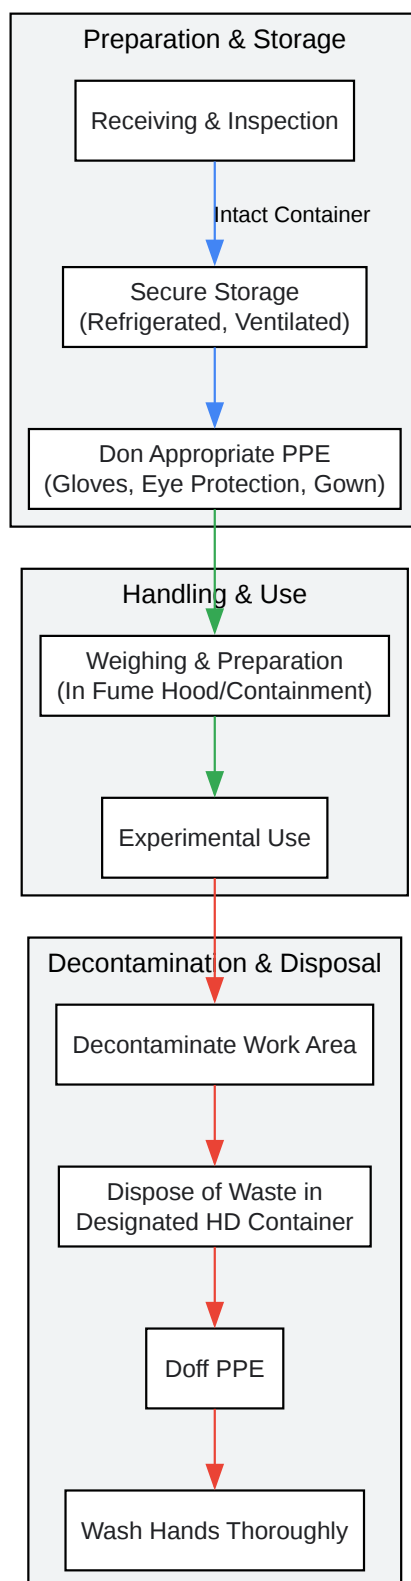 Preparation & Storage
Receiving & Inspection
Intact Container
Secure Storage
(Refrigerated, Ventilated)
Don Appropriate PPE
(Gloves, Eye Protection, Gown)
Handling & Use
Weighing & Preparation
(In Fume Hood/Containment)
Experimental Use
Decontamination & Disposal
Decontaminate Work Area
Dispose of Waste in
Designated HD Container
Doff PPE
Wash Hands Thoroughly